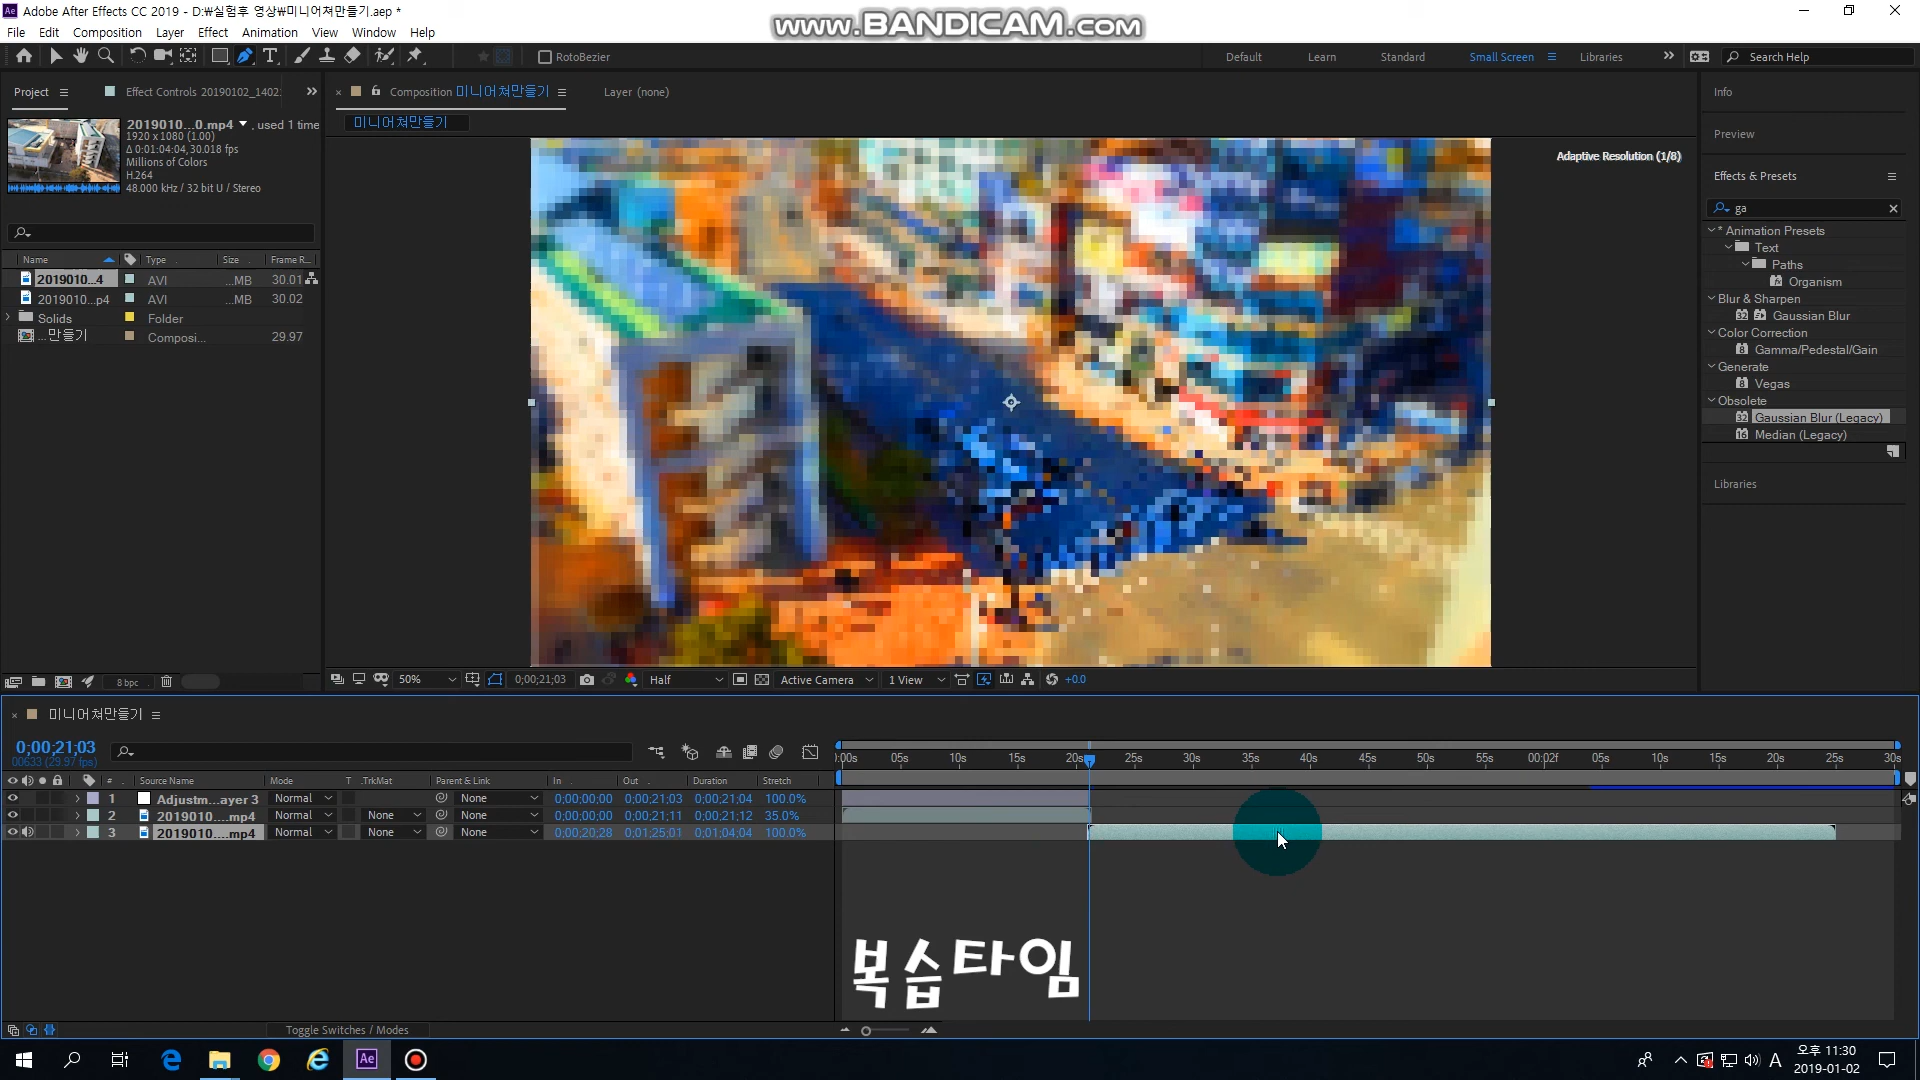 Adobe After Effects CC 2019 - D:₩실험후 영상₩미니어쳐만들기.aep *
www.BANDICAM.com
File Edit Composition Layer Effect Animation View Window Help
RotoBezier
Default Learn Standard Small Screen Libraries
Search Help
Project
Effect Controls 20190102_1402:
Composition 미니어쳐만들기
Layer (none)
미니어쳐만들기
2019010...0.mp4 , used 1 time
1920 x 1080 (1.00)
Δ 0:01:04:04, 30.018 fps
Millions of Colors
H.264
48.000 kHz / 32 bit U / Stereo
Name Type Size Frame R...
2019010...4 AVI ...MB 30.01
2019010...p4 AVI ...MB 30.02
Solids Folder
...만들기 Composi... 29.97
8 bpc
Adaptive Resolution (1/8)
50% 0;00;21;03 Half Active Camera 1 View +0.0
Info
Preview
Effects & Presets
ga
* Animation Presets
Text
Paths
Organism
Blur & Sharpen
Gaussian Blur
Color Correction
Gamma/Pedestal/Gain
Generate
Vegas
Obsolete
Gaussian Blur (Legacy)
Median (Legacy)
Libraries
미니어쳐만들기
0;00;21;03
00633 (29.97 fps)
:00s 05s 10s 15s 20s 25s 30s 35s 40s 45s 50s 55s 00:02f 05s 10s 15s 20s 25s 30s
# Source Name Mode T .TrkMat Parent & Link In Out Duration Stretch
1 Adjustm...ayer 3 Normal None 0;00;00;00 0;00;21;03 0;00;21;04 100.0%
2 2019010....mp4 Normal None None 0;00;00;00 0;00;21;11 0;00;21;12 35.0%
3 2019010....mp4 Normal None None 0;00;20;28 0;01;25;01 0;01;04;04 100.0%
복습타임
Toggle Switches / Modes
Ae
A
오후 11:30
2019-01-02